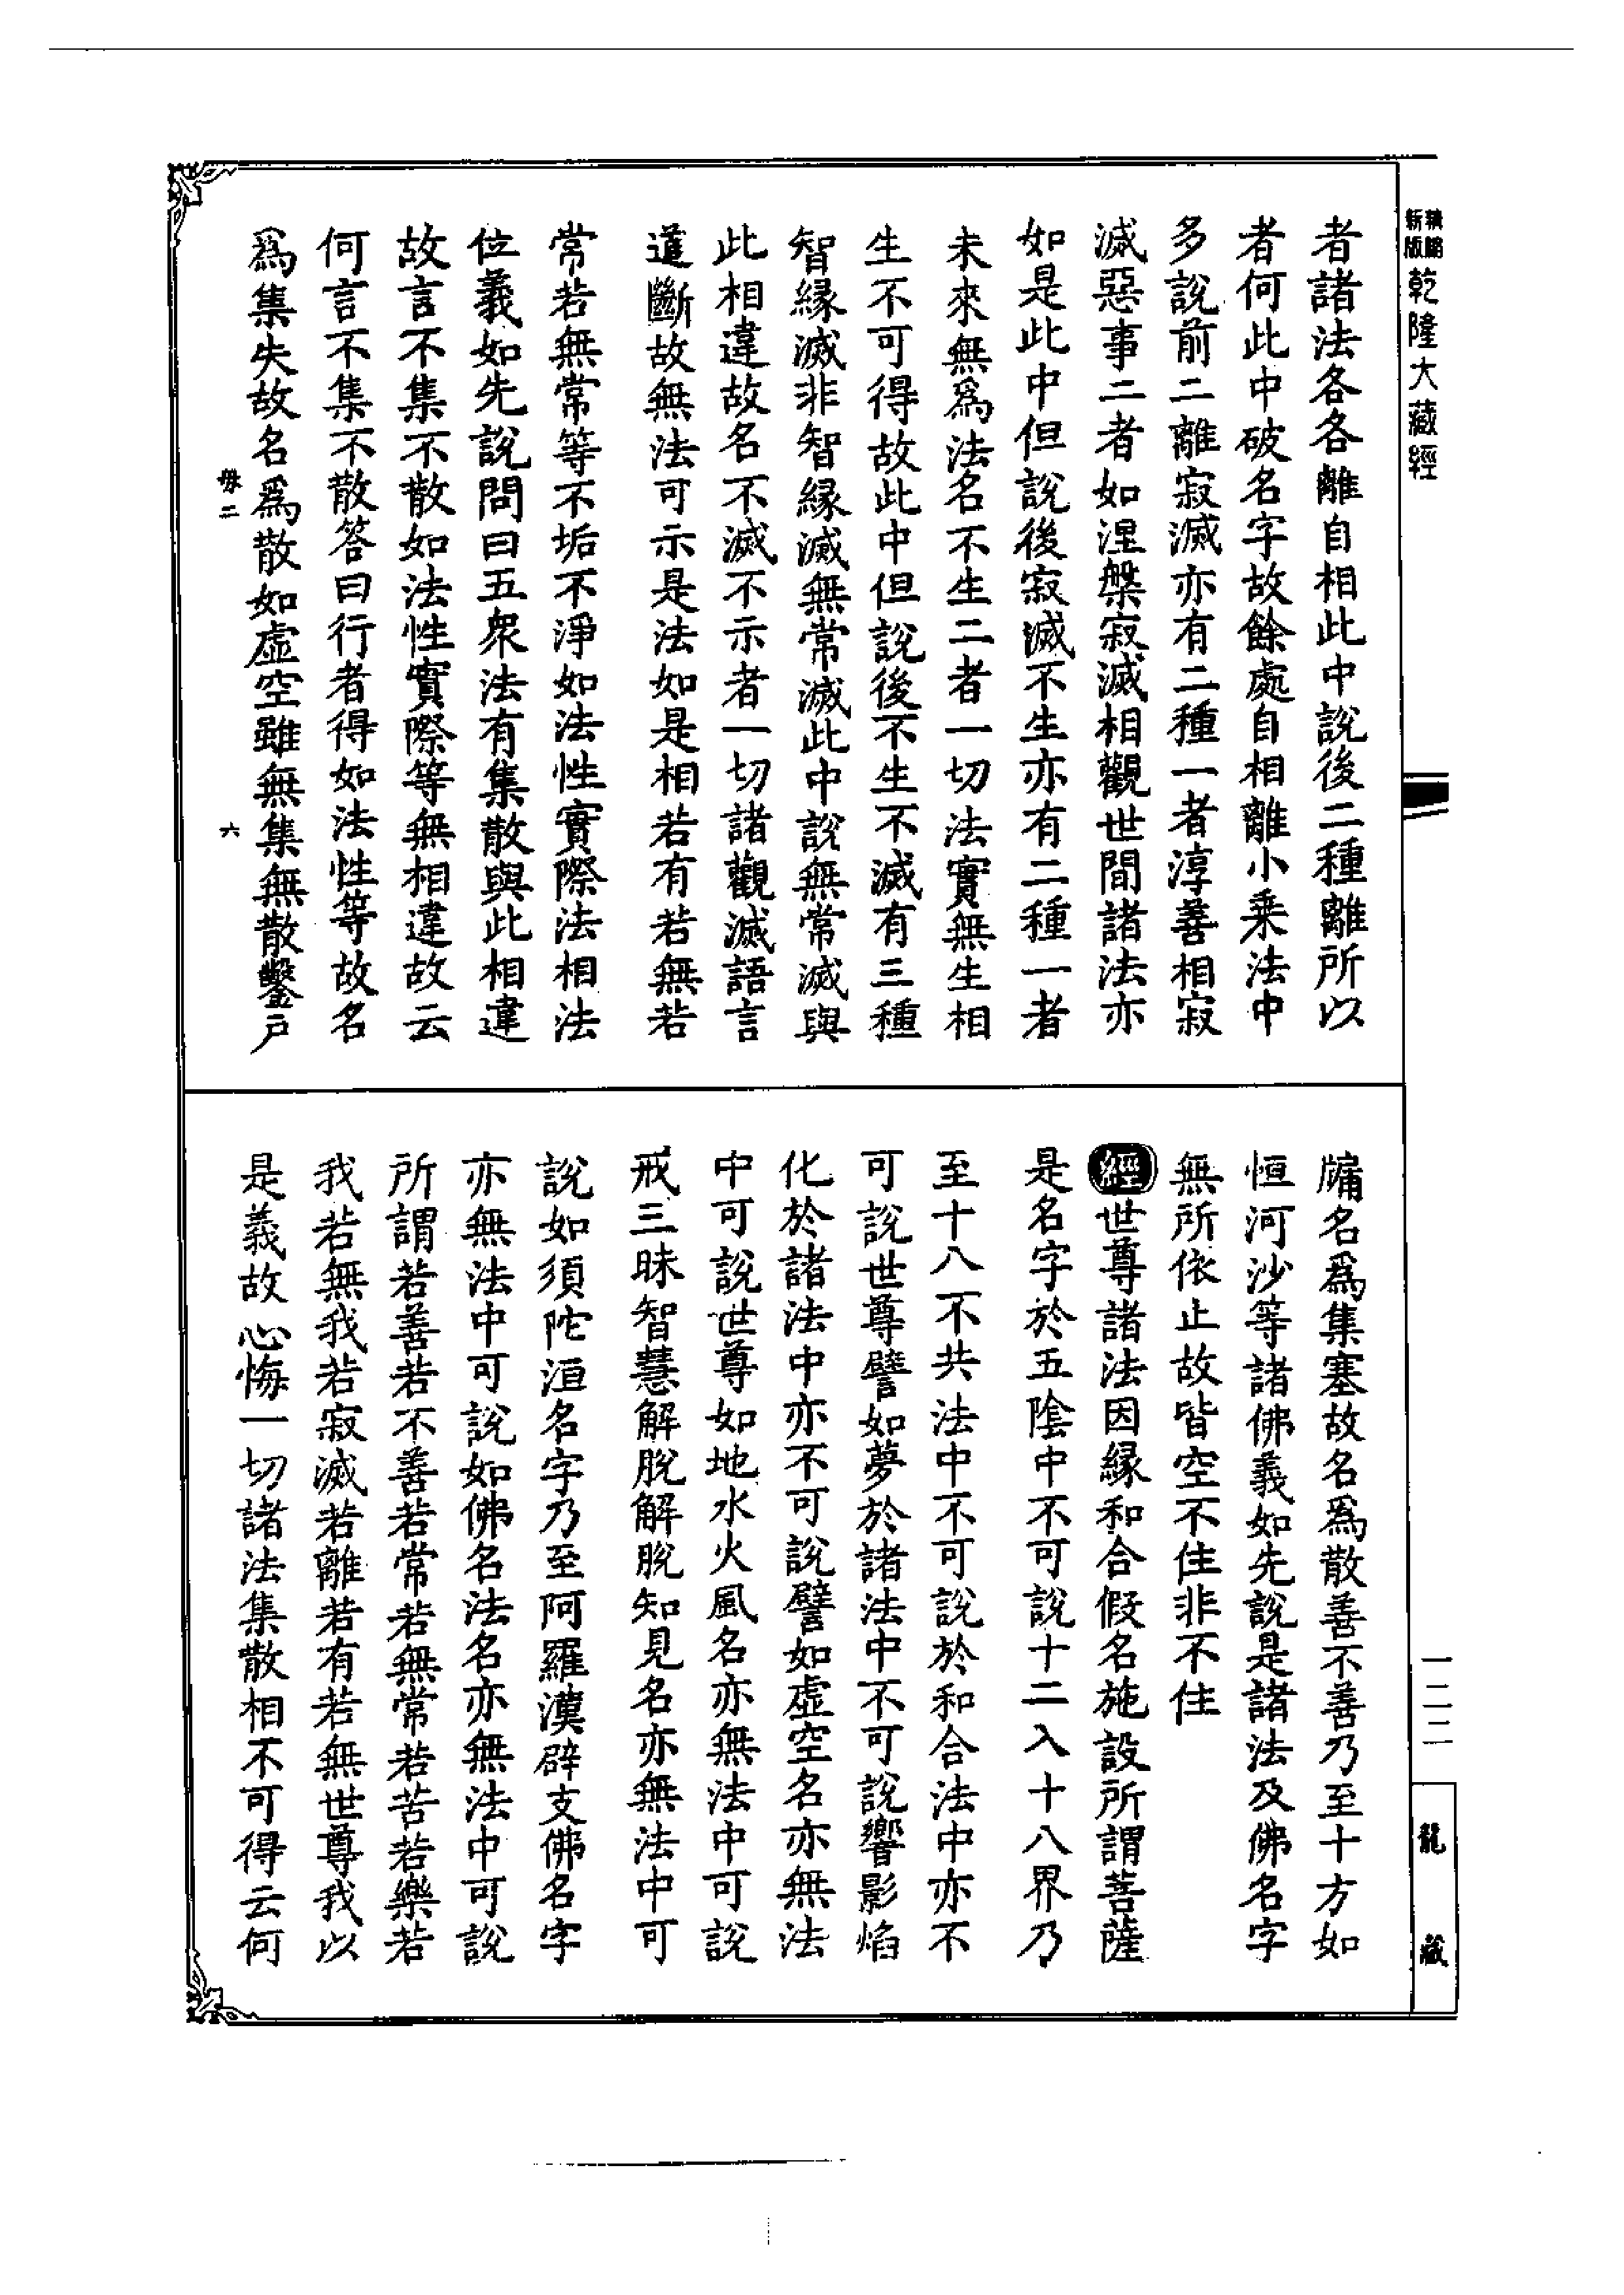 新版
乾隆大藏經
者諸法各各離自相此中說後二種離所以
者何此中破名字故餘處自相離小乘法中
多說前二離寂滅亦有二種一者淳善相寂
滅惡事二者如涅槃寂滅相觀世間諸法亦
如是此中但說後寂滅不生亦有二種一者
未來無爲法名不生二者一切法實無生相
生不可得故此中但說後不生不滅有三種
智緣滅非智緣滅無常滅此中說無常滅與
此相違故名不滅不示者一切諸觀滅語言
道斷故無法可示是法如是相若有若無若
常若無常等不垢不淨如法性實際法相法
位義如先說問曰五衆法有集散與此相違
故言不集不散如法性實際等無相違故云
何言不集不散答曰行者得如法性等故名
爲集失故名爲散如虛空雖無集無散鑿戶
二 六
牖名爲集塞故名爲散善不善乃至十方如
恒河沙等諸佛義如先說是諸法及佛名字
無所依止故皆空不住非不住
經世尊諸法因緣和合假名施設所謂菩薩
是名字於五陰中不可說十二入十八界乃
至十八不共法中不可說於和合法中亦不
可說世尊譬如夢於諸法中不可說響影焰
化於諸法中亦不可說譬如虛空名亦無法
中可說世尊如地水火風名亦無法中可說
戒三昧智慧解脫解脫知見名亦無法中可
說如須陀洹名字乃至阿羅漢辟支佛名字
亦無法中可說如佛名法名亦無法中可說
所謂若善若不善若常若無常若苦若樂若
我若無我若寂滅若離若有若無世尊我以
是義故心悔一切諸法集散相不可得云何
一二二
龍藏